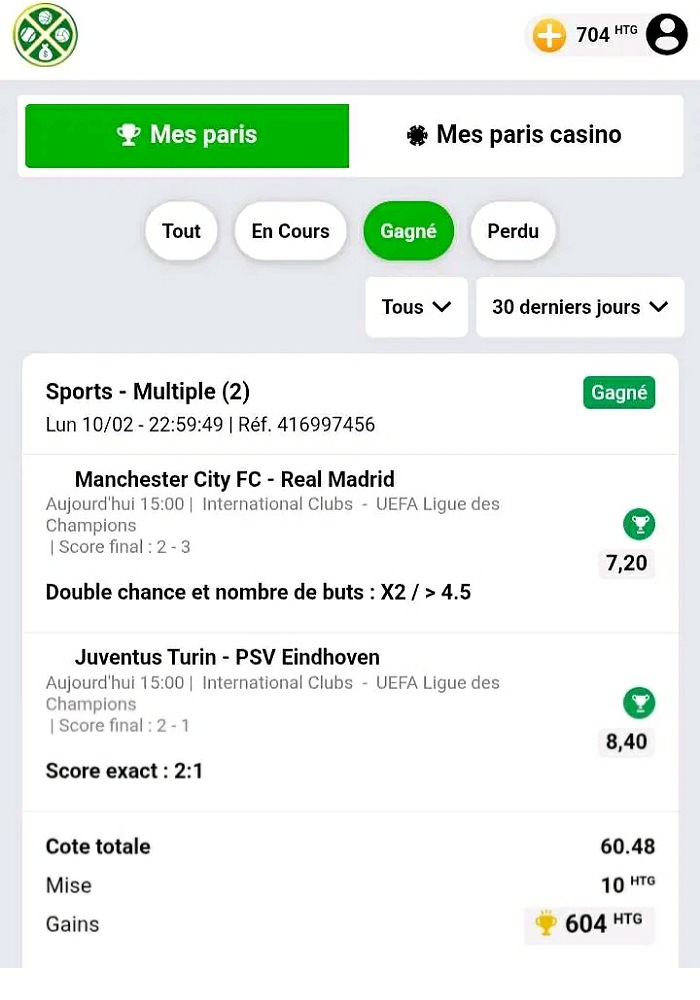 704 HTG
Mes paris
Mes paris casino
Tout
En Cours
Gagné
Perdu
Tous
30 derniers jours
Sports - Multiple (2)
Gagné
Lun 10/02 - 22:59:49 | Réf. 416997456
Manchester City FC - Real Madrid
Aujourd'hui 15:00 | International Clubs - UEFA Ligue des
Champions
| Score final : 2 - 3
7,20
Double chance et nombre de buts : X2 / > 4.5
Juventus Turin - PSV Eindhoven
Aujourd'hui 15:00 | International Clubs - UEFA Ligue des
Champions
| Score final : 2 - 1
8,40
Score exact : 2:1
Cote totale 60.48
Mise 10 HTG
Gains 604 HTG